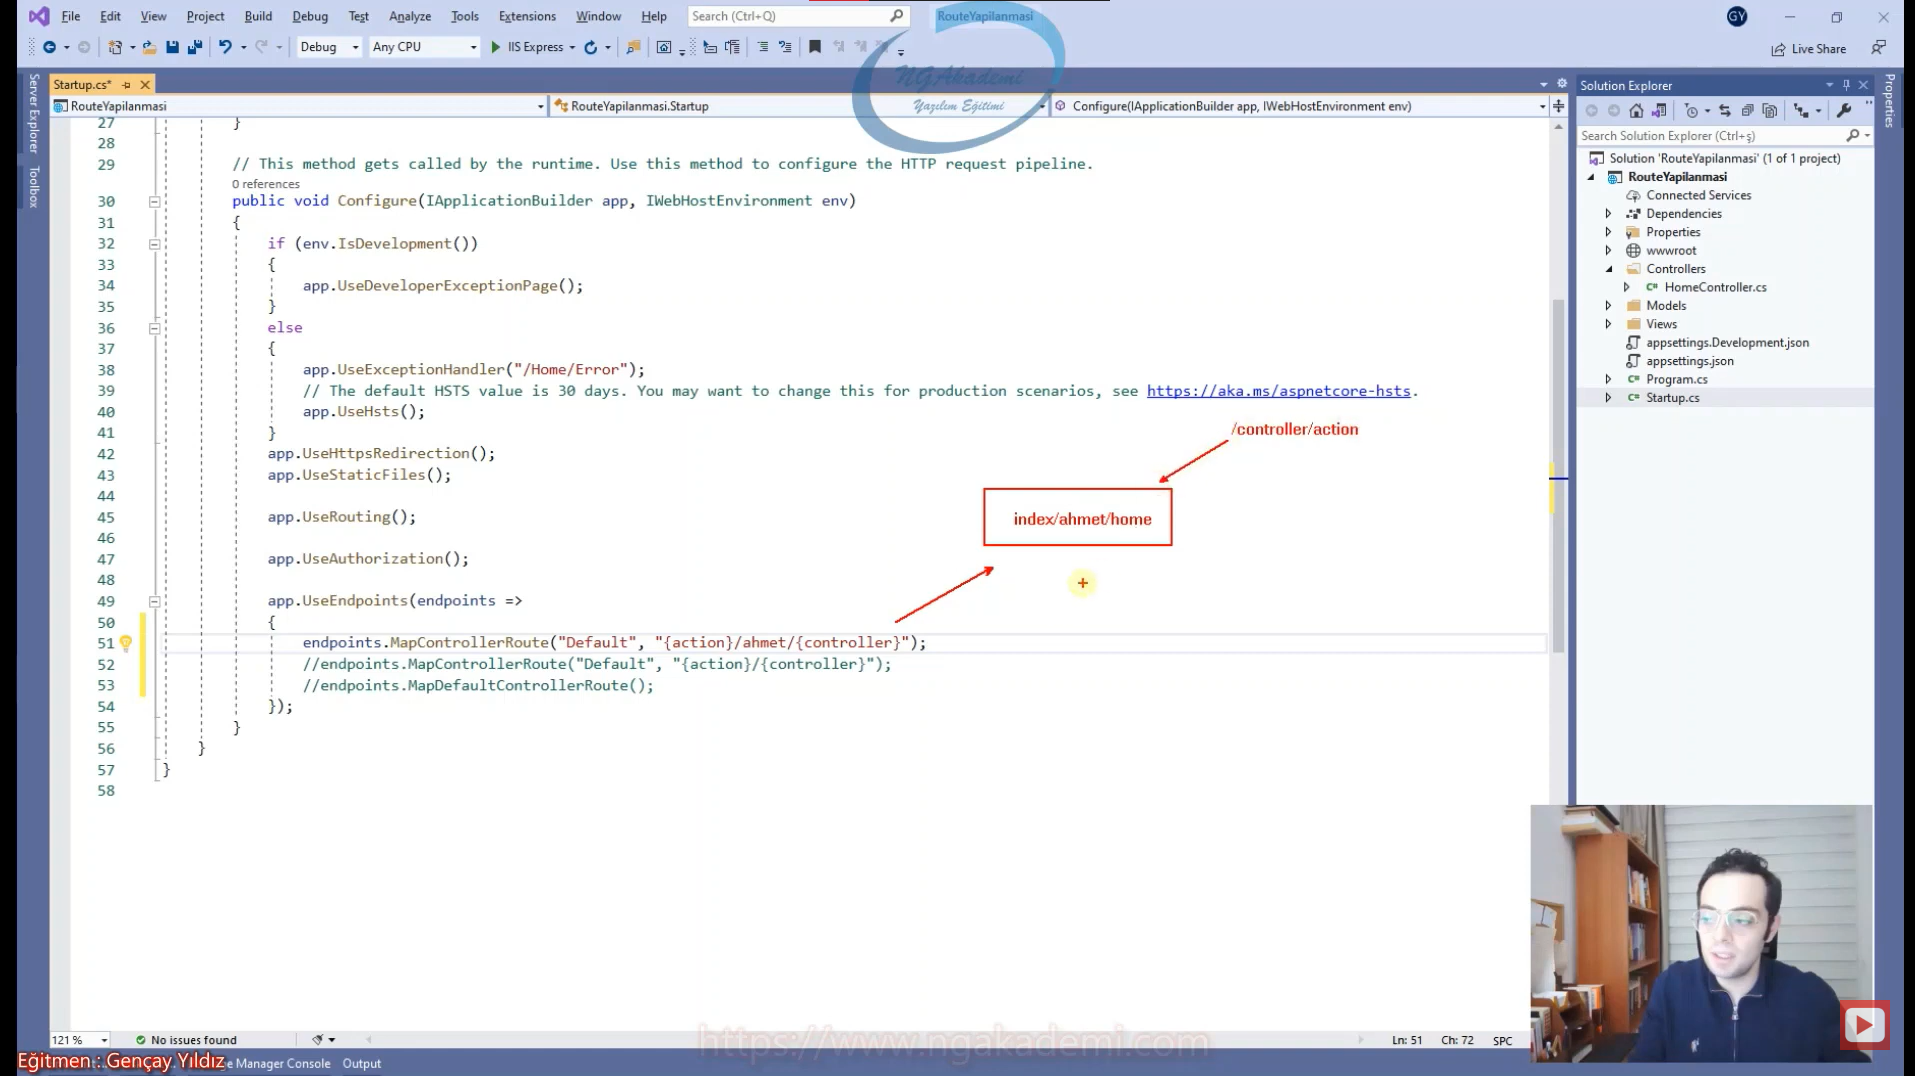 File Edit View Project Build Debug Test Analyze Tools Extensions Window Help Search (Ctrl+Q) RouteYapilanmasi GY
Debug Any CPU IIS Express Live Share
NGAkademi
Yazılım Eğitimi
Server Explorer
Toolbox
Startup.cs*
RouteYapilanmasi RouteYapilanmasi.Startup Configure(IApplicationBuilder app, IWebHostEnvironment env)
27 }
28
29 // This method gets called by the runtime. Use this method to configure the HTTP request pipeline.
0 references
30 public void Configure(IApplicationBuilder app, IWebHostEnvironment env)
31 {
32 if (env.IsDevelopment())
33 {
34 app.UseDeveloperExceptionPage();
35 }
36 else
37 {
38 app.UseExceptionHandler("/Home/Error");
39 // The default HSTS value is 30 days. You may want to change this for production scenarios, see https://aka.ms/aspnetcore-hsts.
40 app.UseHsts();
41 }
42 app.UseHttpsRedirection();
43 app.UseStaticFiles();
44
45 app.UseRouting();
46
47 app.UseAuthorization();
48
49 app.UseEndpoints(endpoints =>
50 {
51 endpoints.MapControllerRoute("Default", "{action}/ahmet/{controller}");
52 //endpoints.MapControllerRoute("Default", "{action}/{controller}");
53 //endpoints.MapDefaultControllerRoute();
54 });
55 }
56 }
57 }
58
/controller/action
index/ahmet/home
Solution Explorer
Search Solution Explorer (Ctrl+ş)
Solution 'RouteYapilanmasi' (1 of 1 project)
RouteYapilanmasi
Connected Services
Dependencies
Properties
wwwroot
Controllers
HomeController.cs
Models
Views
appsettings.Development.json
appsettings.json
Program.cs
Startup.cs
Properties
121 % No issues found Ln: 51 Ch: 72 SPC
https://www.ngakademi.com
Eğitmen : Gençay Yıldız
e Manager Console Output